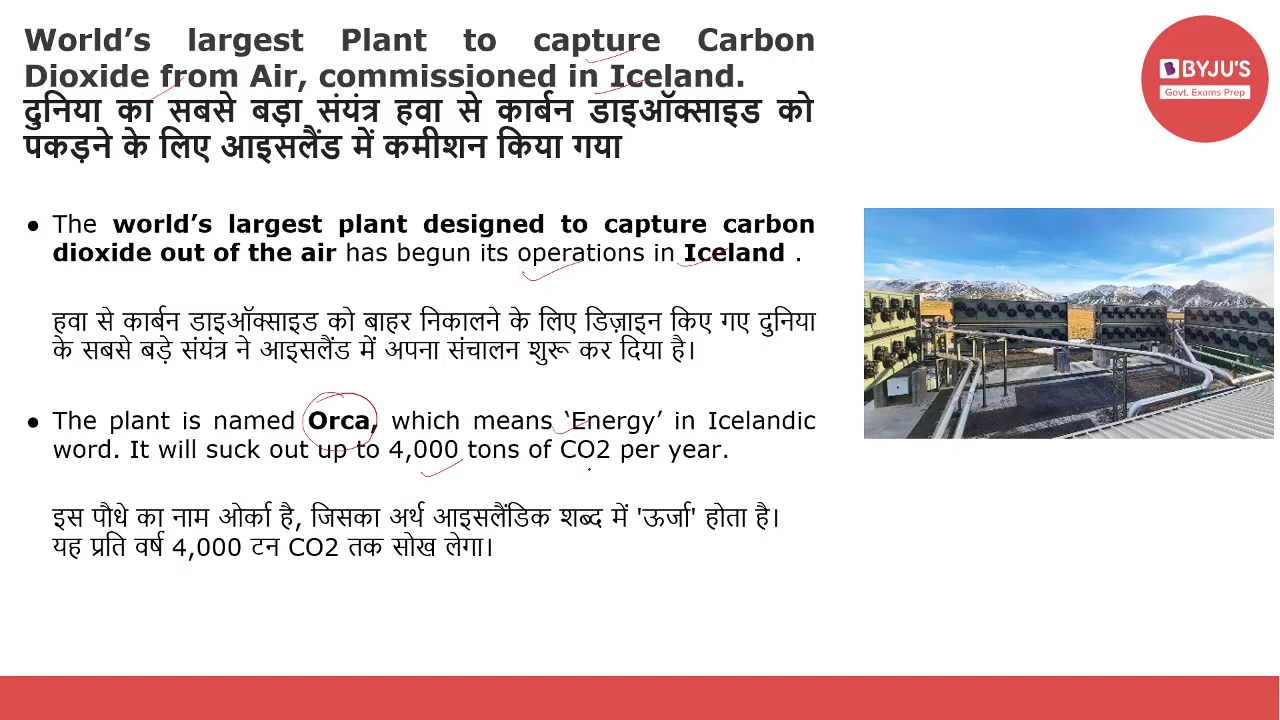 World’s largest Plant to capture Carbon
Dioxide from Air, commissioned in Iceland.
दुनिया का सबसे बड़ा संयंत्र हवा से कार्बन डाइऑक्साइड को
पकड़ने के लिए आइसलैंड में कमीशन किया गया
BYJU'S
Govt. Exams Prep
● The world’s largest plant designed to capture carbon
dioxide out of the air has begun its operations in Iceland .
हवा से कार्बन डाइऑक्साइड को बाहर निकालने के लिए डिज़ाइन किए गए दुनिया
के सबसे बड़े संयंत्र ने आइसलैंड में अपना संचालन शुरू कर दिया है।
● The plant is named Orca, which means ‘Energy’ in Icelandic
word. It will suck out up to 4,000 tons of CO2 per year.
इस पौधे का नाम ओर्का है, जिसका अर्थ आइसलैंडिक शब्द में 'ऊर्जा' होता है।
यह प्रति वर्ष 4,000 टन CO2 तक सोख लेगा।